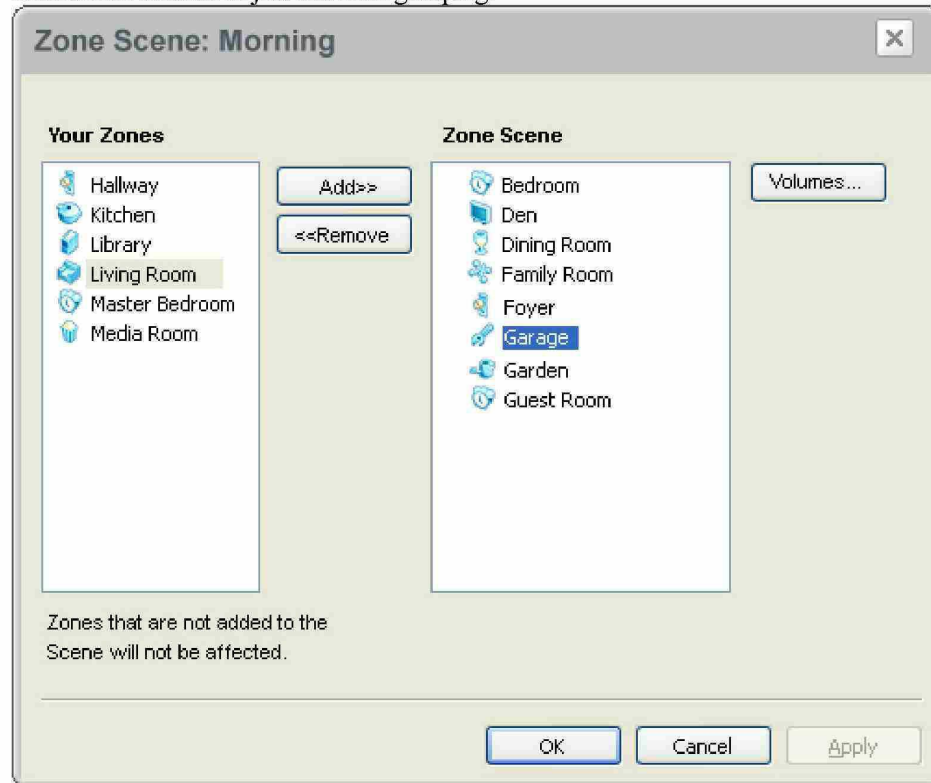 Zone Scene: Morning
Your Zones
Hallway
Kitchen
Library
Living Room
Master Bedroom
Media Room
Add>>
<<Remove
Zone Scene
Bedroom
Den
Dining Room
Family Room
Foyer
Garage
Garden
Guest Room
Volumes...
Zones that are not added to the
Scene will not be affected.
OK
Cancel
Apply